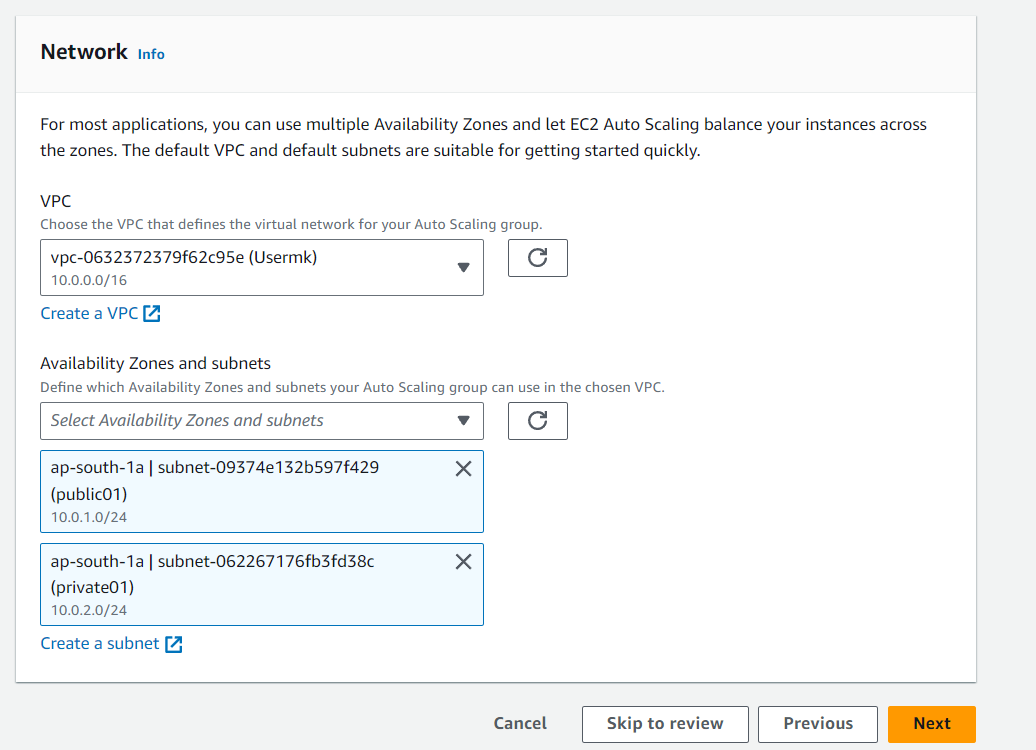 Network Info
For most applications, you can use multiple Availability Zones and let EC2 Auto Scaling balance your instances across
the zones. The default VPC and default subnets are suitable for getting started quickly.
VPC
Choose the VPC that defines the virtual network for your Auto Scaling group.
vpc-0632372379f62c95e (Usermk)
10.0.0.0/16
Create a VPC
Availability Zones and subnets
Define which Availability Zones and subnets your Auto Scaling group can use in the chosen VPC.
Select Availability Zones and subnets
ap-south-1a | subnet-09374e132b597f429
(public01)
10.0.1.0/24
ap-south-1a | subnet-062267176fb3fd38c
(private01)
10.0.2.0/24
Create a subnet
Cancel Skip to review Previous Next